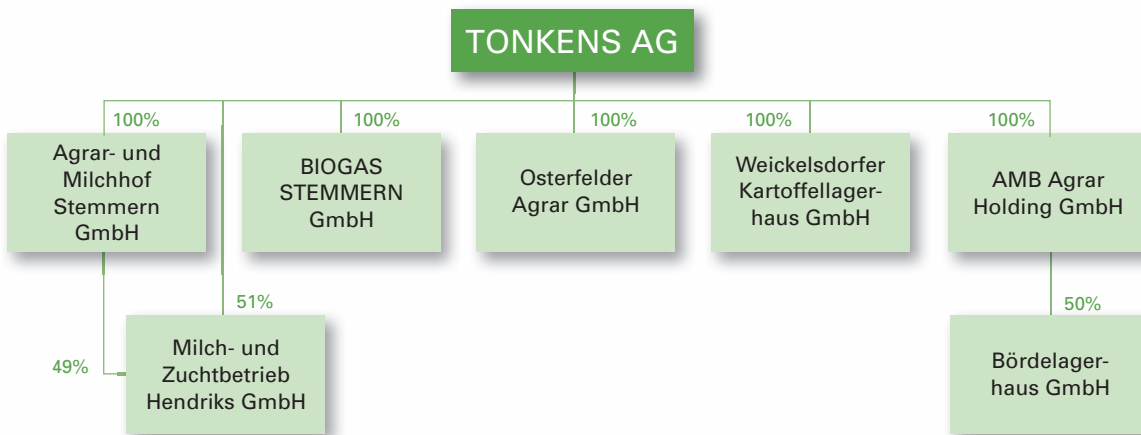 TONKENS AG
100%
Agrar- und
Milchhof
Stemmern
GmbH
100%
BIOGAS
STEMMERN
GmbH
100%
Osterfelder
Agrar GmbH
100%
Weickelsdorfer
Kartoffellager-
haus GmbH
100%
AMB Agrar
Holding GmbH
49%
51%
Milch- und
Zuchtbetrieb
Hendriks GmbH
50%
Bördelager-
haus GmbH